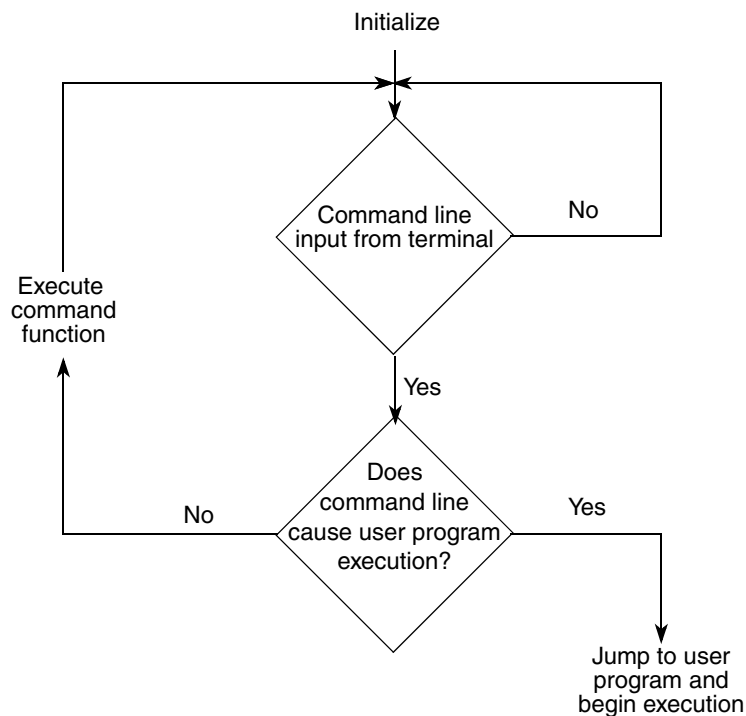 Initialize
Command line
input from terminal
No
Execute
command
function
Yes
Does
command line
cause user program
execution?
No
Yes
Jump to user
program and
begin execution